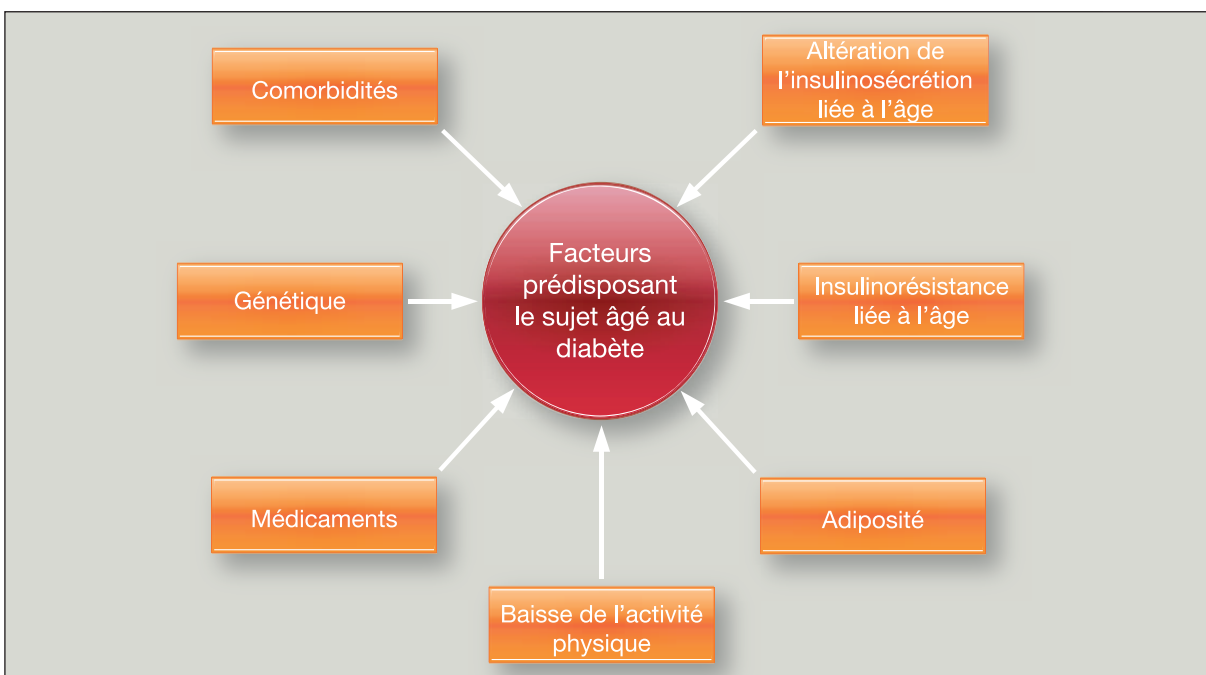 Comorbidités
Altération de
l’insulinosécrétion
liée à l’âge
Facteurs
prédisposant
le sujet âgé au
diabète
Génétique
Insulinorésistance
liée à l’âge
Médicaments
Adiposité
Baisse de l’activité
physique